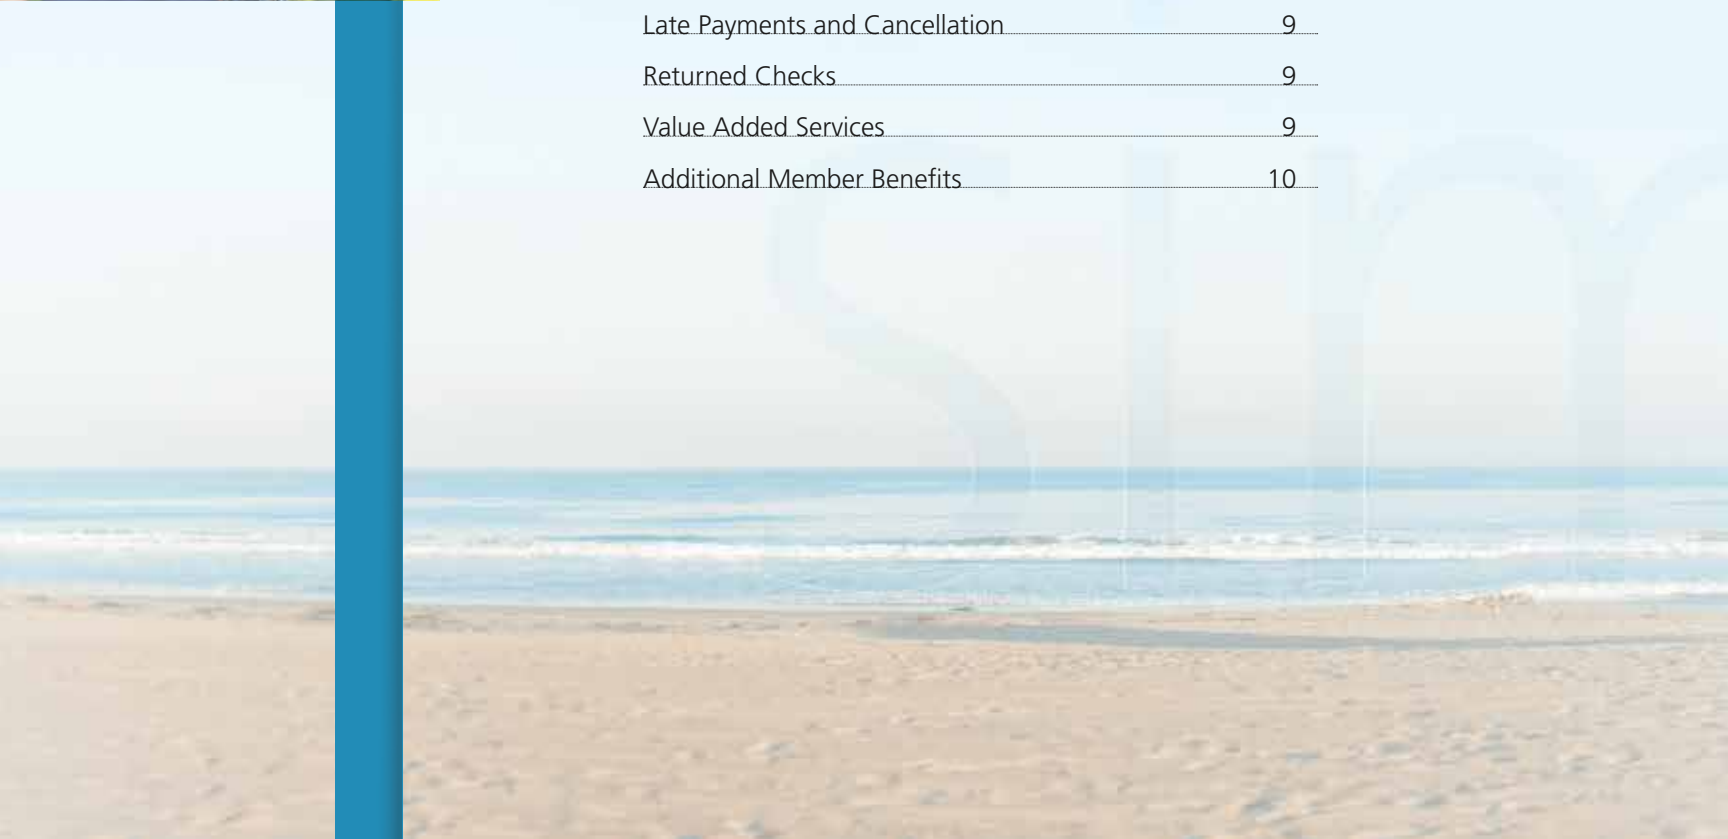 Late Payments and Cancellation 9
Returned Checks 9
Value Added Services 9
Additional Member Benefits 10